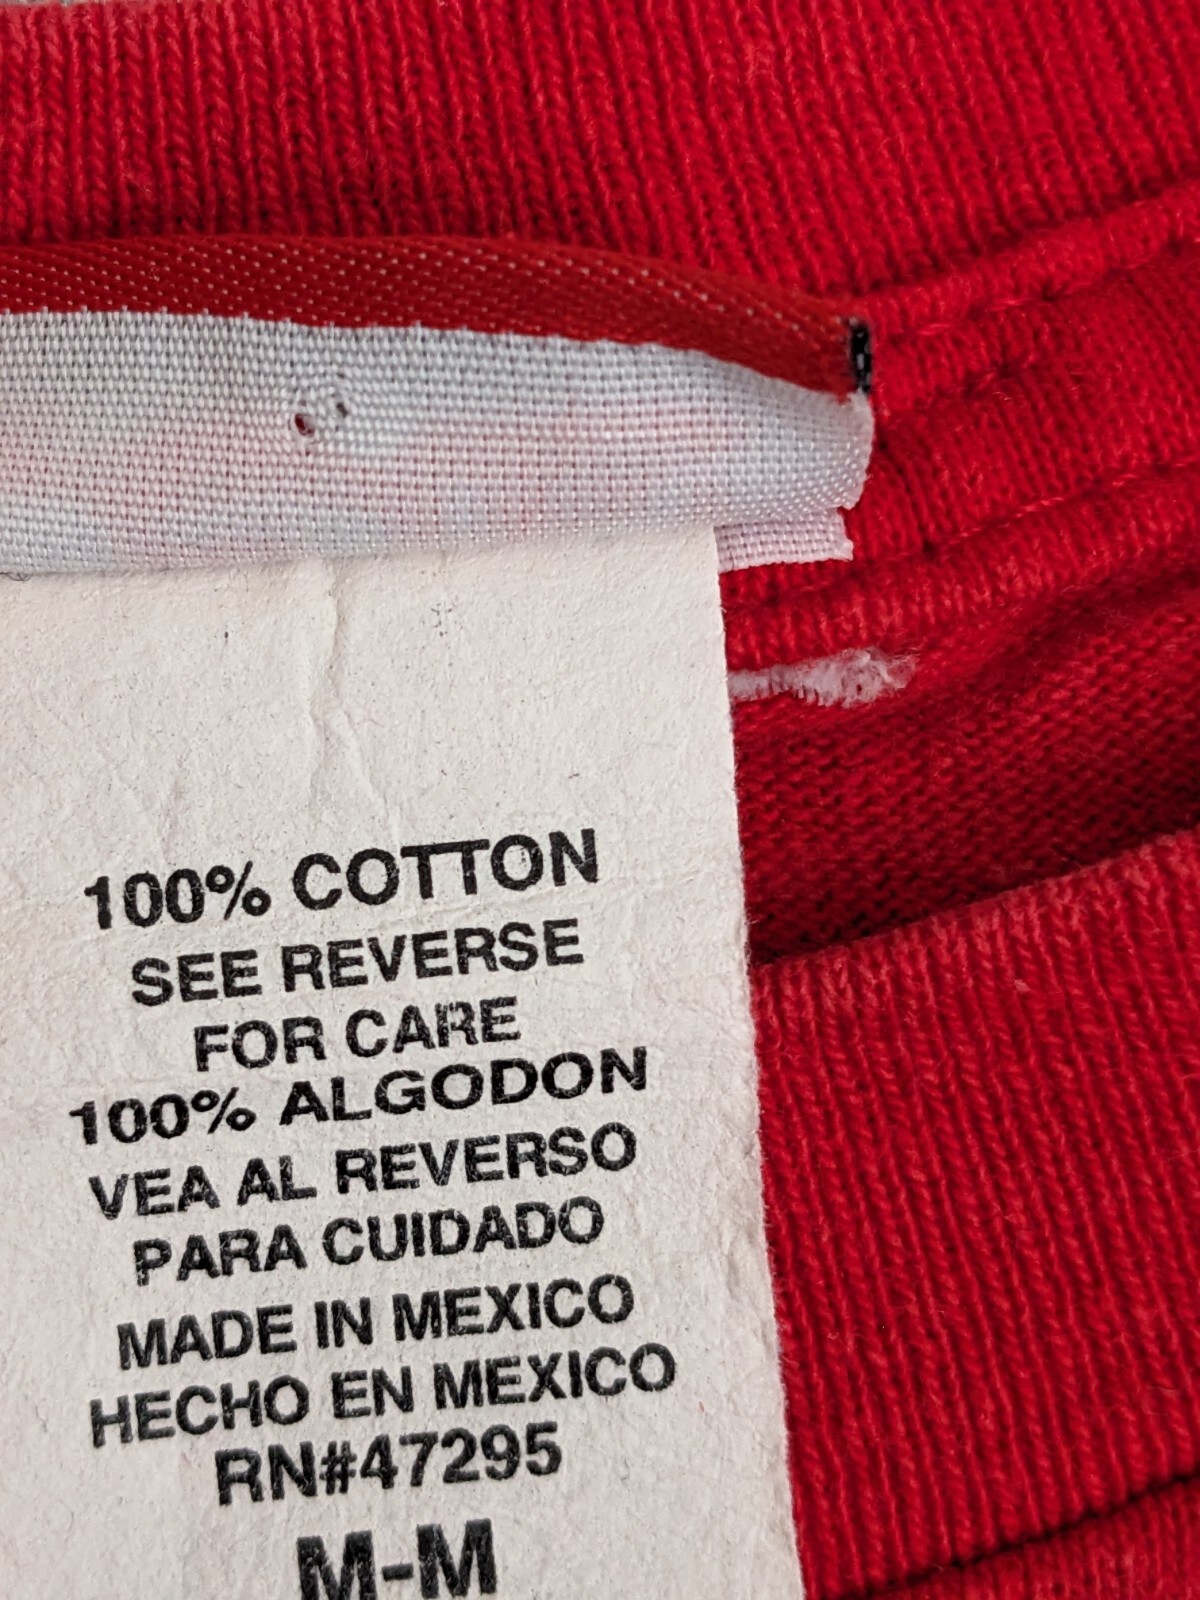 100% COTTON
SEE REVERSE
FOR CARE
100% ALGODON
VEA AL REVERSO
PARA CUIDADO
MADE IN MEXICO
HECHO EN MEXICO
RN#47295
M-M